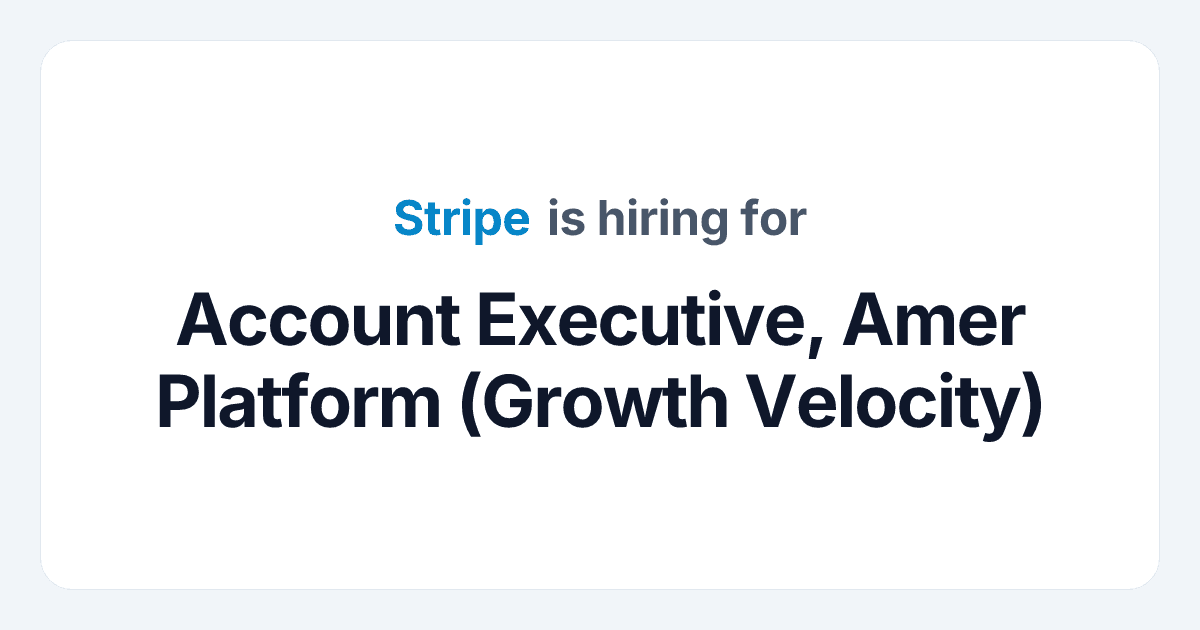 Stripe is hiring for
Account Executive, Amer
Platform (Growth Velocity)